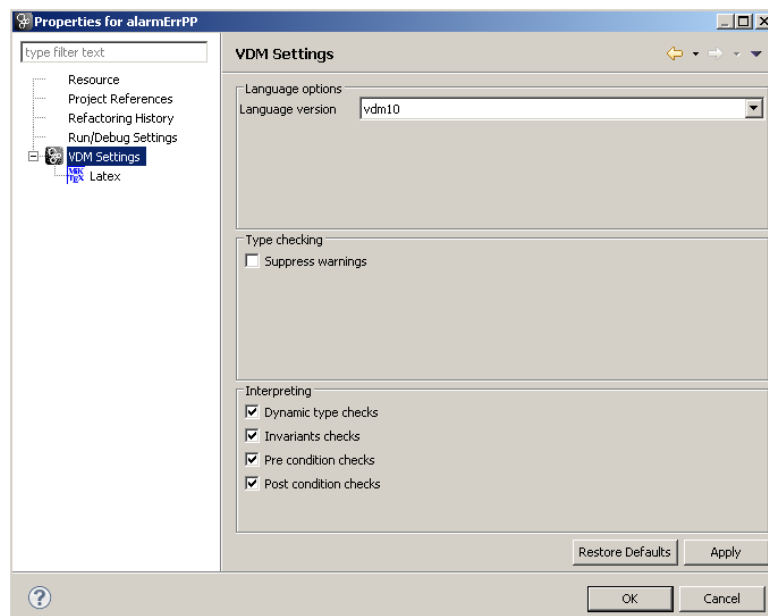 Properties for alarmErrPP
type filter text
Resource
Project References
Refactoring History
Run/Debug Settings
VDM Settings
MiK
TEX Latex
VDM Settings
Language options
Language version vdm10
Type checking
Suppress warnings
Interpreting
Dynamic type checks
Invariants checks
Pre condition checks
Post condition checks
Restore Defaults Apply
? OK Cancel